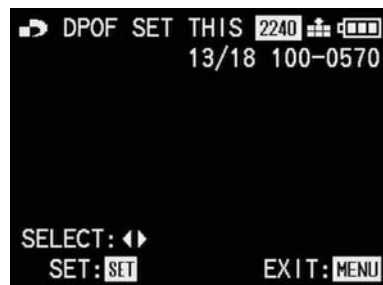 DPOF SET THIS 2240
13/18 100-0570
SELECT:
SET: SET EXIT: MENU